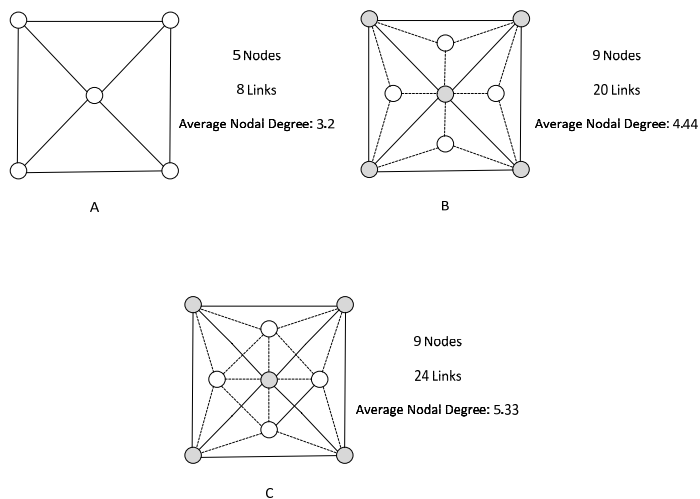 5 Nodes
8 Links
Average Nodal Degree: 3.2
A
9 Nodes
20 Links
Average Nodal Degree: 4.44
B
9 Nodes
24 Links
Average Nodal Degree: 5.33
C